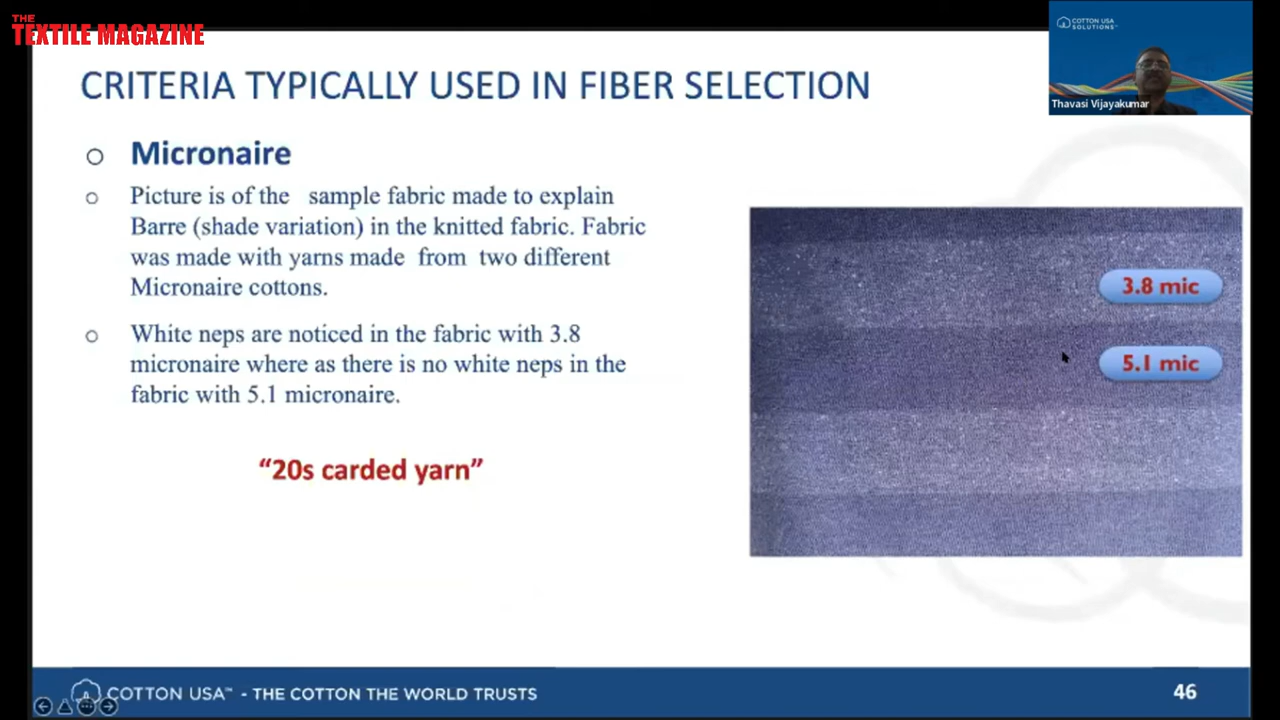 THE
TEXTILE MAGAZINE
COTTON USA
SOLUTIONS™
Thavasi Vijayakumar
CRITERIA TYPICALLY USED IN FIBER SELECTION
Micronaire
Picture is of the sample fabric made to explain
Barre (shade variation) in the knitted fabric. Fabric
was made with yarns made from two different
Micronaire cottons.
White neps are noticed in the fabric with 3.8
micronaire where as there is no white neps in the
fabric with 5.1 micronaire.
“20s carded yarn”
3.8 mic
5.1 mic
COTTON USA™ - THE COTTON THE WORLD TRUSTS
46